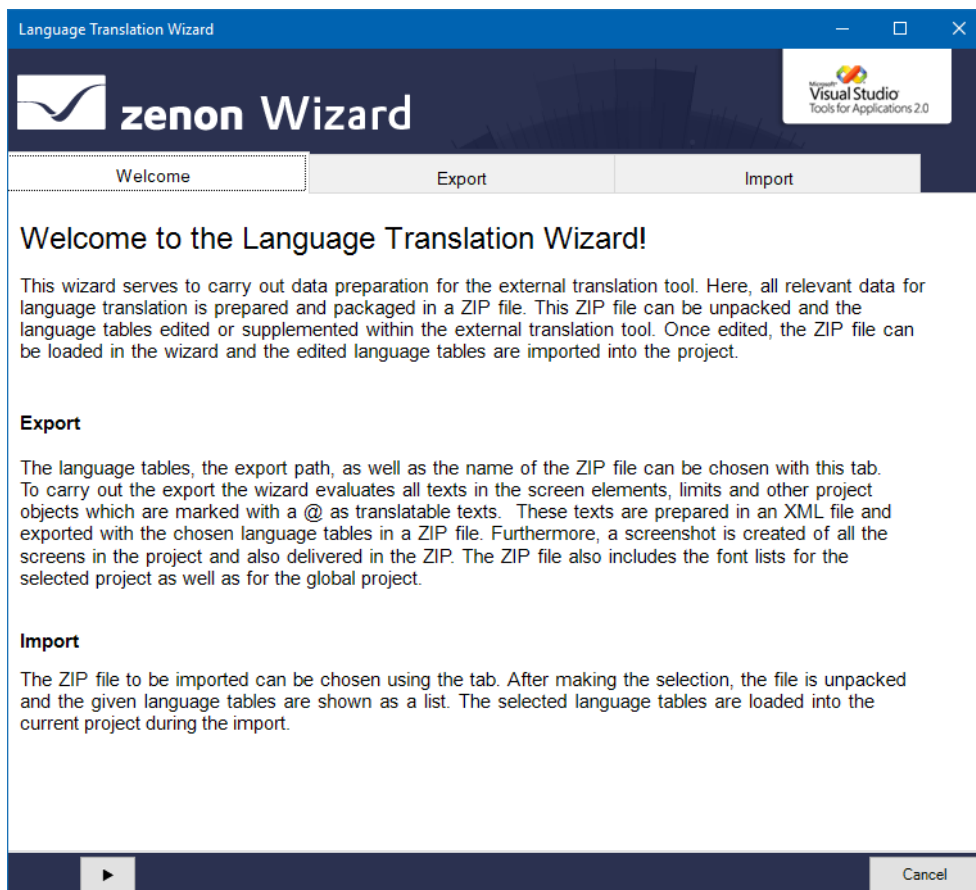 Language Translation Wizard
zenon Wizard
Microsoft
Visual Studio
Tools for Applications 2.0
Welcome
Export
Import
Welcome to the Language Translation Wizard!
This wizard serves to carry out data preparation for the external translation tool. Here, all relevant data for
language translation is prepared and packaged in a ZIP file. This ZIP file can be unpacked and the
language tables edited or supplemented within the external translation tool. Once edited, the ZIP file can
be loaded in the wizard and the edited language tables are imported into the project.
Export
The language tables, the export path, as well as the name of the ZIP file can be chosen with this tab.
To carry out the export the wizard evaluates all texts in the screen elements, limits and other project
objects which are marked with a @ as translatable texts.  These texts are prepared in an XML file and
exported with the chosen language tables in a ZIP file. Furthermore, a screenshot is created of all the
screens in the project and also delivered in the ZIP. The ZIP file also includes the font lists for the
selected project as well as for the global project.
Import
The ZIP file to be imported can be chosen using the tab. After making the selection, the file is unpacked
and the given language tables are shown as a list. The selected language tables are loaded into the
current project during the import.
Cancel